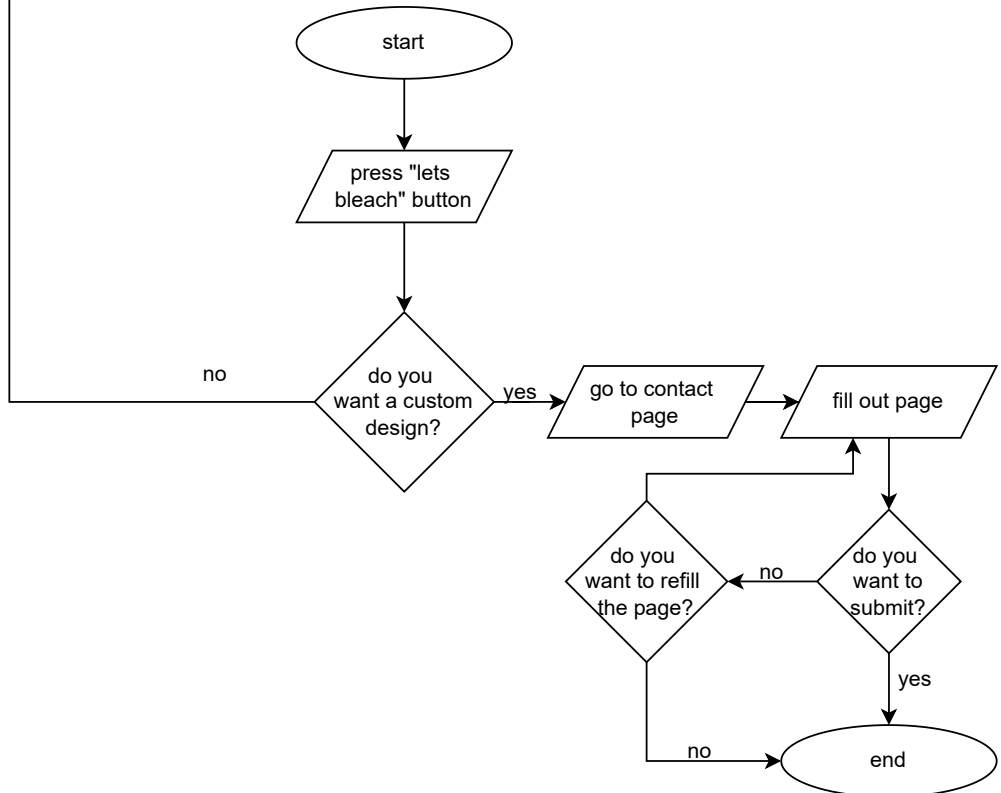 start
press "lets
bleach" button
do you
want a custom
design?
no
yes
go to contact
page
fill out page
do you
want to
submit?
no
do you
want to refill
the page?
yes
no
end